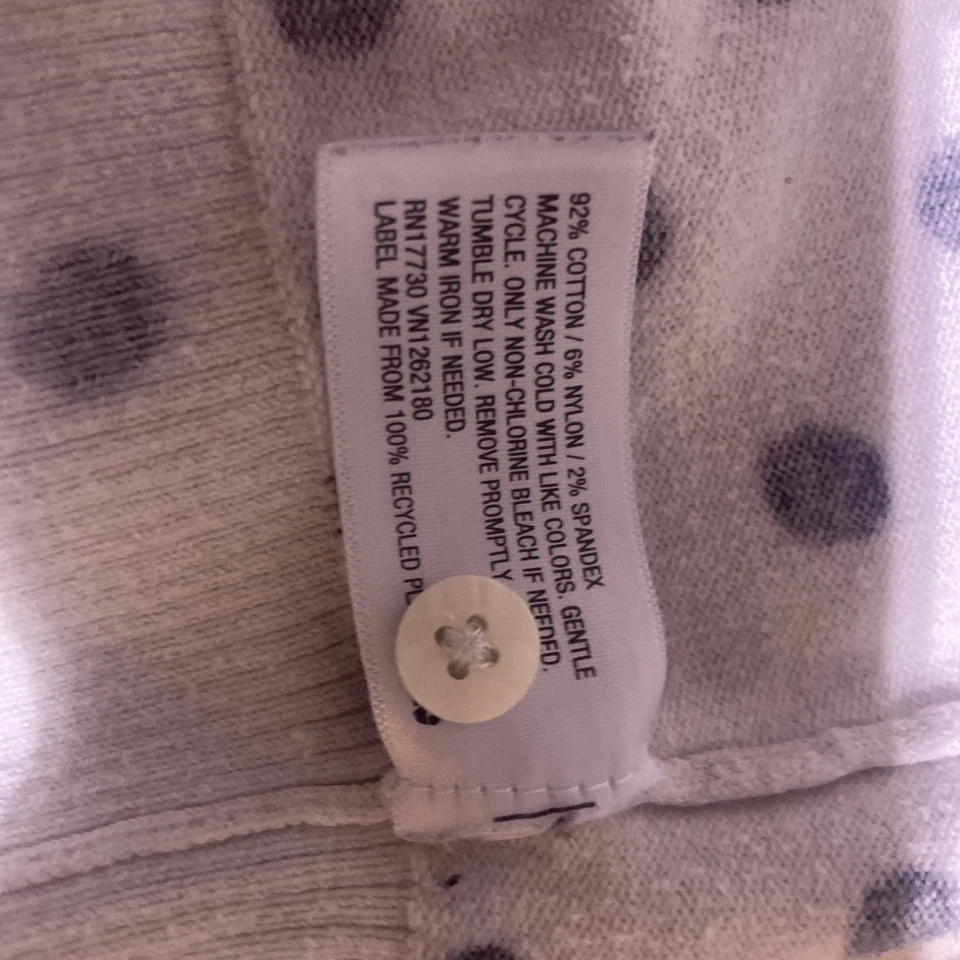 92% COTTON / 6% NYLON / 2% SPANDEX
MACHINE WASH COLD WITH LIKE COLORS. GENTLE
CYCLE. ONLY NON-CHLORINE BLEACH IF NEEDED.
TUMBLE DRY LOW. REMOVE PROMPTLY
WARM IRON IF NEEDED.
RN17730 VN1262180
LABEL MADE FROM 100% RECYCLED